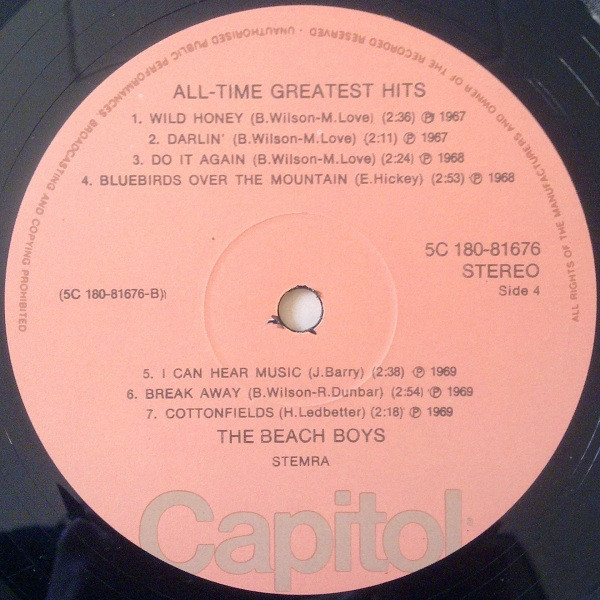 ALL RIGHTS OF THE MANUFACTURERS AND OWNER OF THE RECORDED RESERVED - UNAUTHORISED PUBLIC PERFORMANCES BROADCASTING AND COPYING PROHIBITED
ALL-TIME GREATEST HITS
1. WILD HONEY (B.Wilson-M.Love) (2:36) ℗ 1967
2. DARLIN' (B.Wilson-M.Love) (2:11) ℗ 1967
3. DO IT AGAIN (B.Wilson-M.Love) (2:24) ℗ 1968
4. BLUEBIRDS OVER THE MOUNTAIN (E.Hickey) (2:53) ℗ 1968
5C 180-81676
STEREO
Side 4
(5C 180-81676-B)
5. I CAN HEAR MUSIC (J.Barry) (2:38) ℗ 1969
6. BREAK AWAY (B.Wilson-R.Dunbar) (2:54) ℗ 1969
7. COTTONFIELDS (H.Ledbetter) (2:18) ℗ 1969
THE BEACH BOYS
STEMRA
Capitol